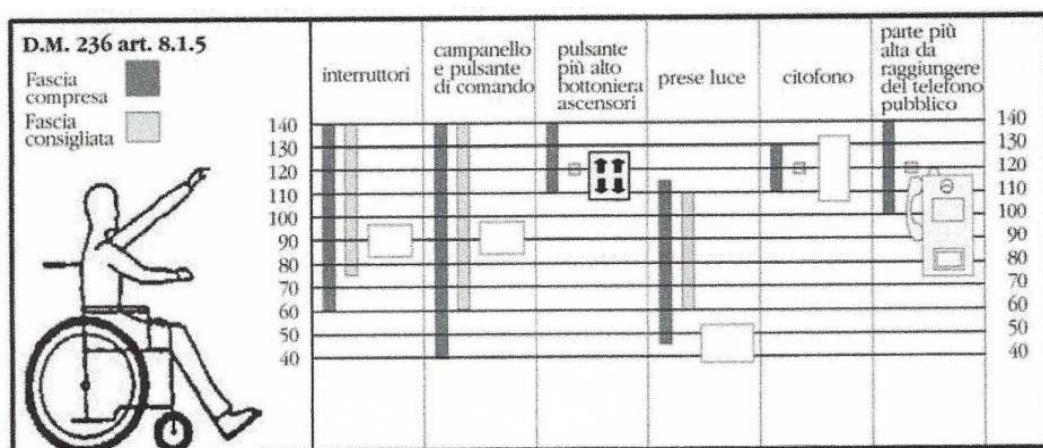 D.M. 236 art. 8.1.5
Fascia
compresa
Fascia
consigliata
interruttori
campanello
e pulsante
di comando
pulsante
più alto
bottoniera
ascensori
prese luce
citofono
parte più
alta da
raggiungere
del telefono
pubblico
140
130
120
110
100
90
80
70
60
50
40
140
130
120
110
100
90
80
70
60
50
40